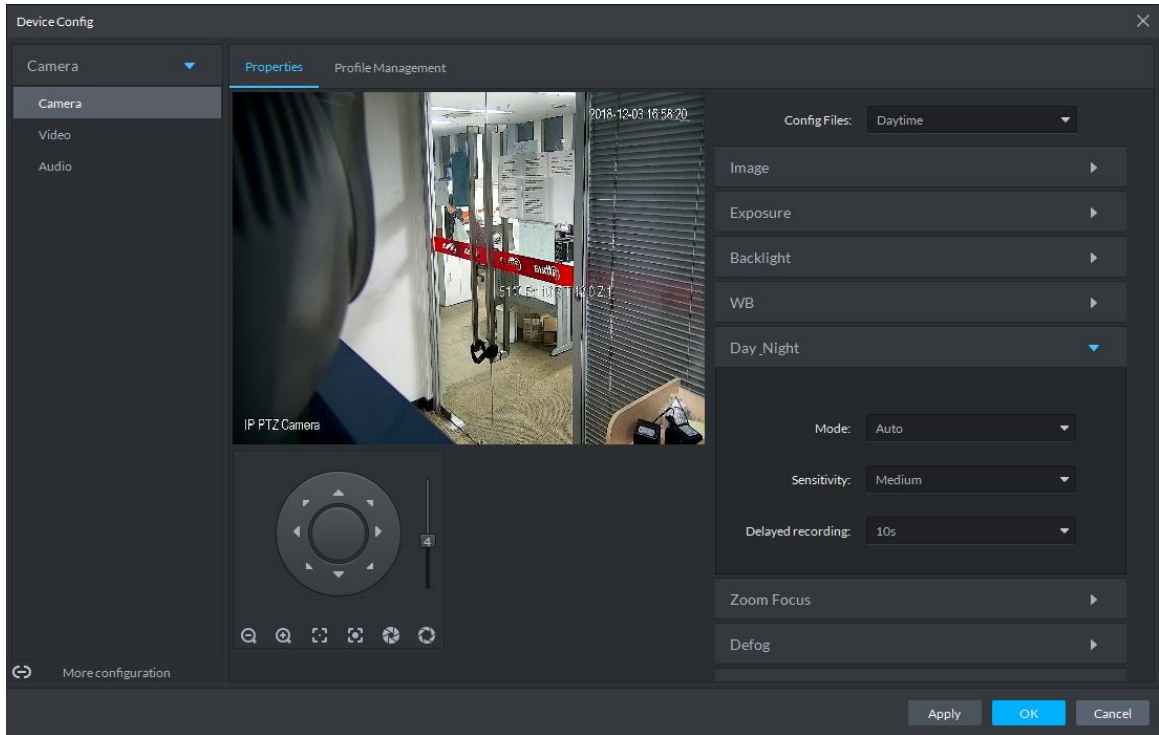 Device Config
Camera
Camera
Video
Audio
More configuration
Properties
Profile Management
2018-12-03 16:58:20
IP PTZ Camera
4
Config Files:
Daytime
Image
Exposure
Backlight
WB
Day_Night
Mode:
Auto
Sensitivity:
Medium
Delayed recording:
10s
Zoom Focus
Defog
Apply
OK
Cancel